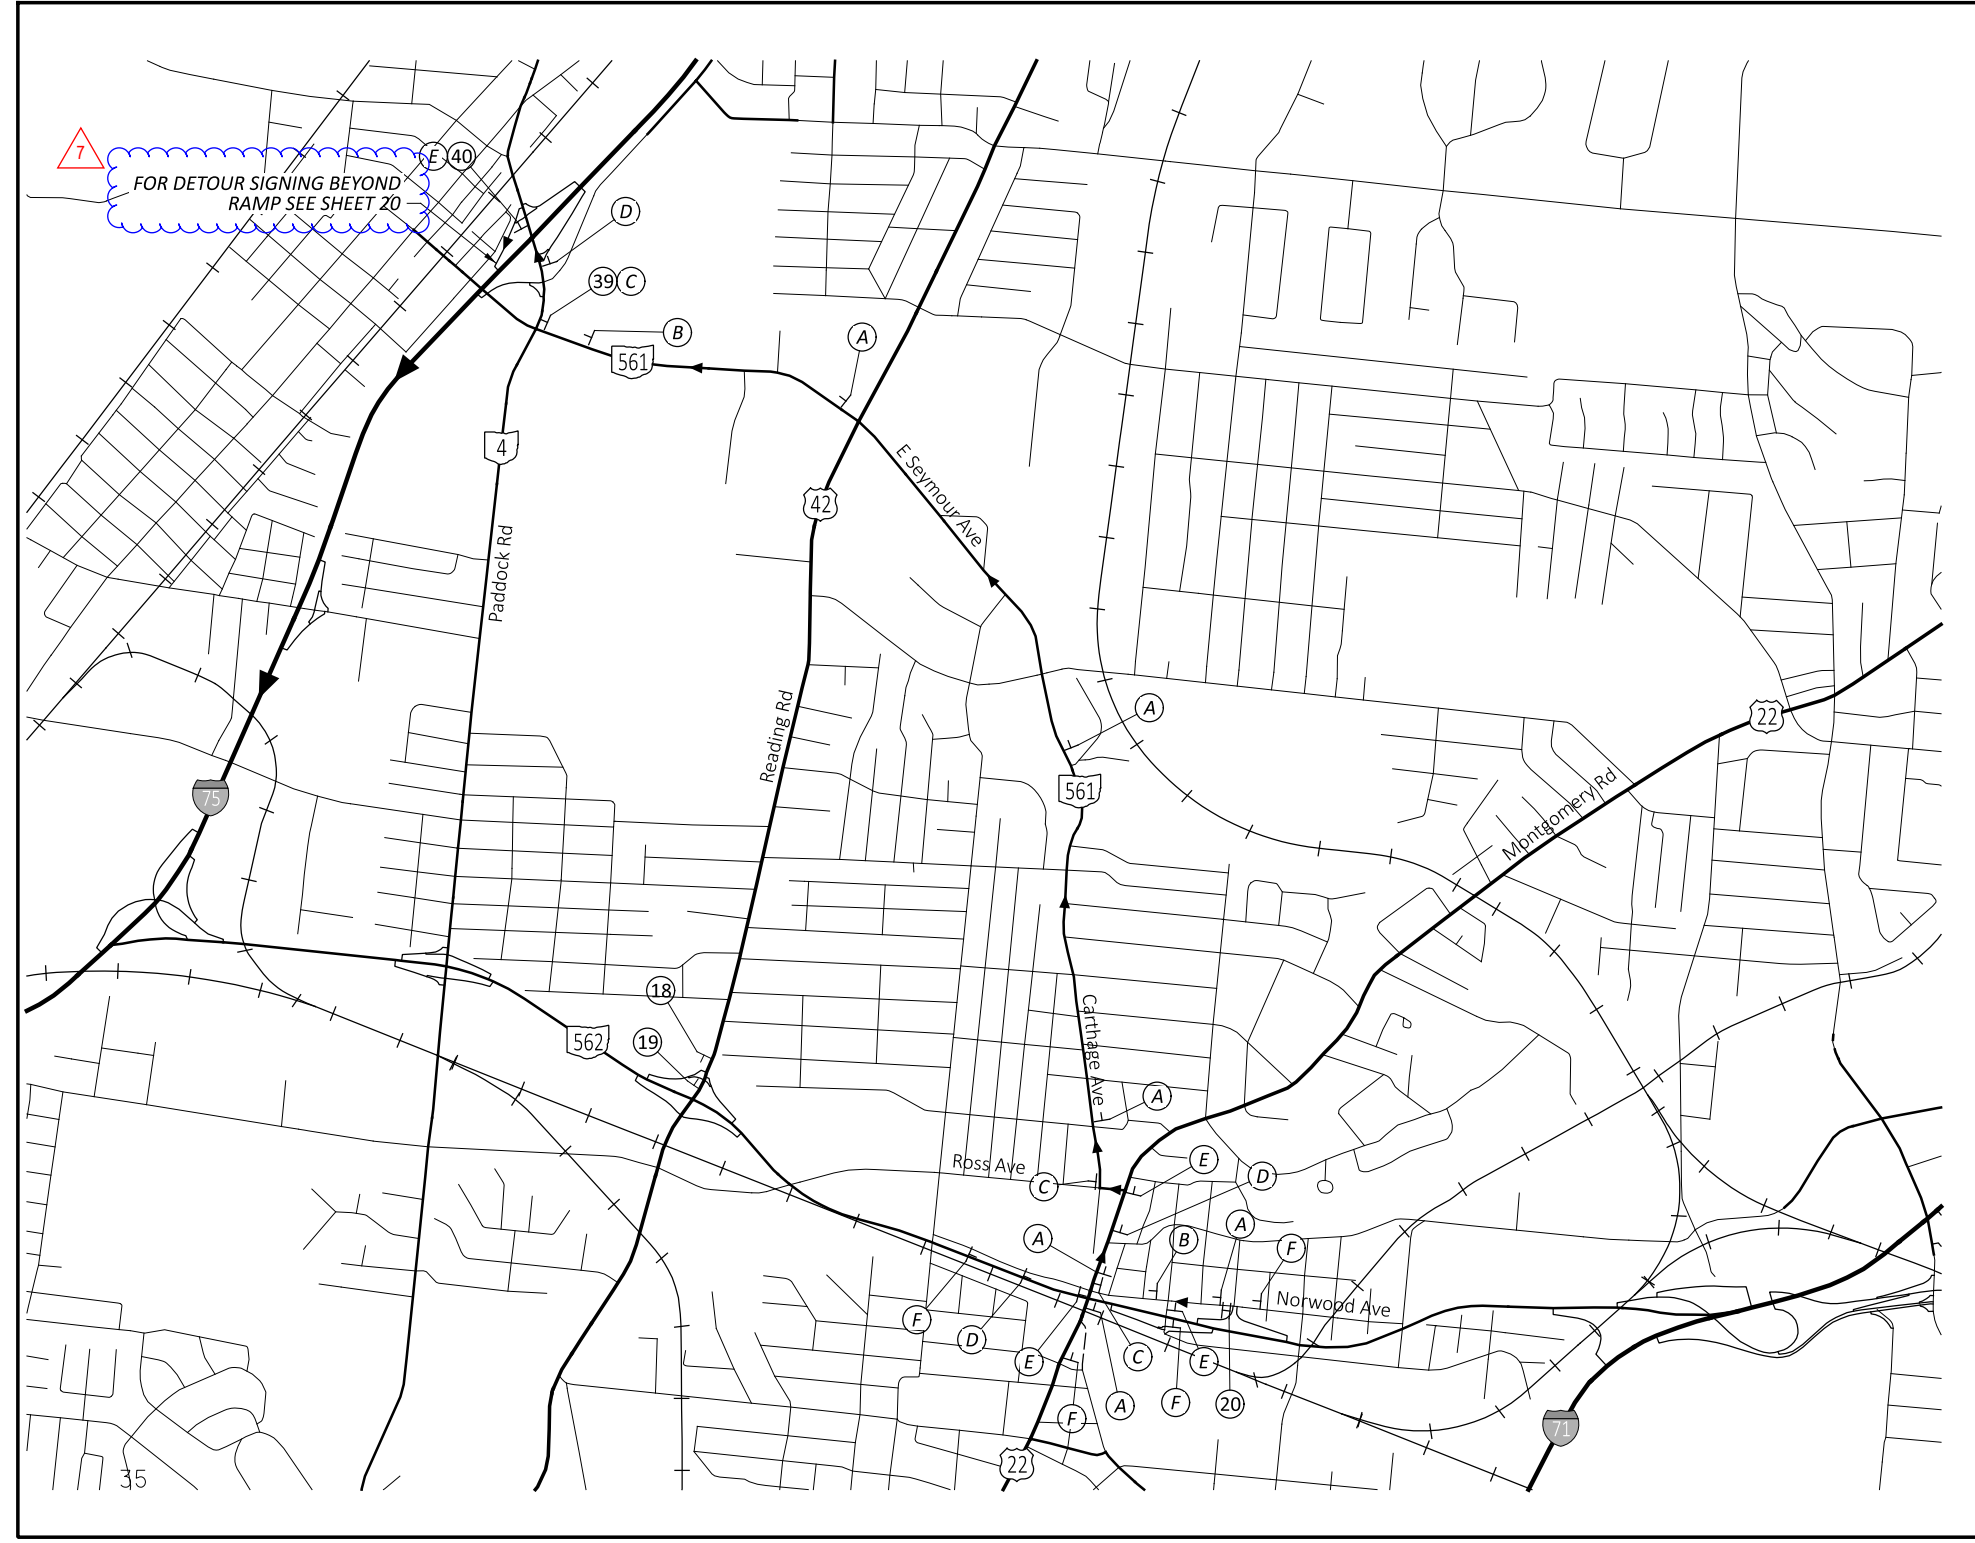 7
FOR DETOUR SIGNING BEYOND
RAMP SEE SHEET 20
E
40
D
39
C
B
A
561
4
42
E Seymour Ave
Paddock Rd
Reading Rd
A
22
561
75
Montgomery Rd
18
562
19
Carthage Ave
A
E
Ross Ave
D
C
A
A
B
F
Norwood Ave
F
D
E
C
E
F
A
20
F
71
22
35